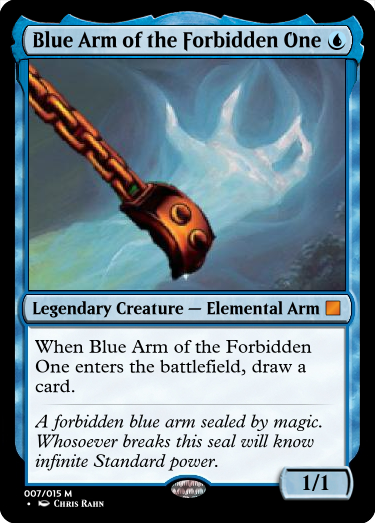 Blue Arm of the Forbidden One
Legendary Creature — Elemental Arm
When Blue Arm of the Forbidden
One enters the battlefield, draw a
card.
A forbidden blue arm sealed by magic.
Whosoever breaks this seal will know
infinite Standard power.
1/1
007/015 M
• Chris Rahn